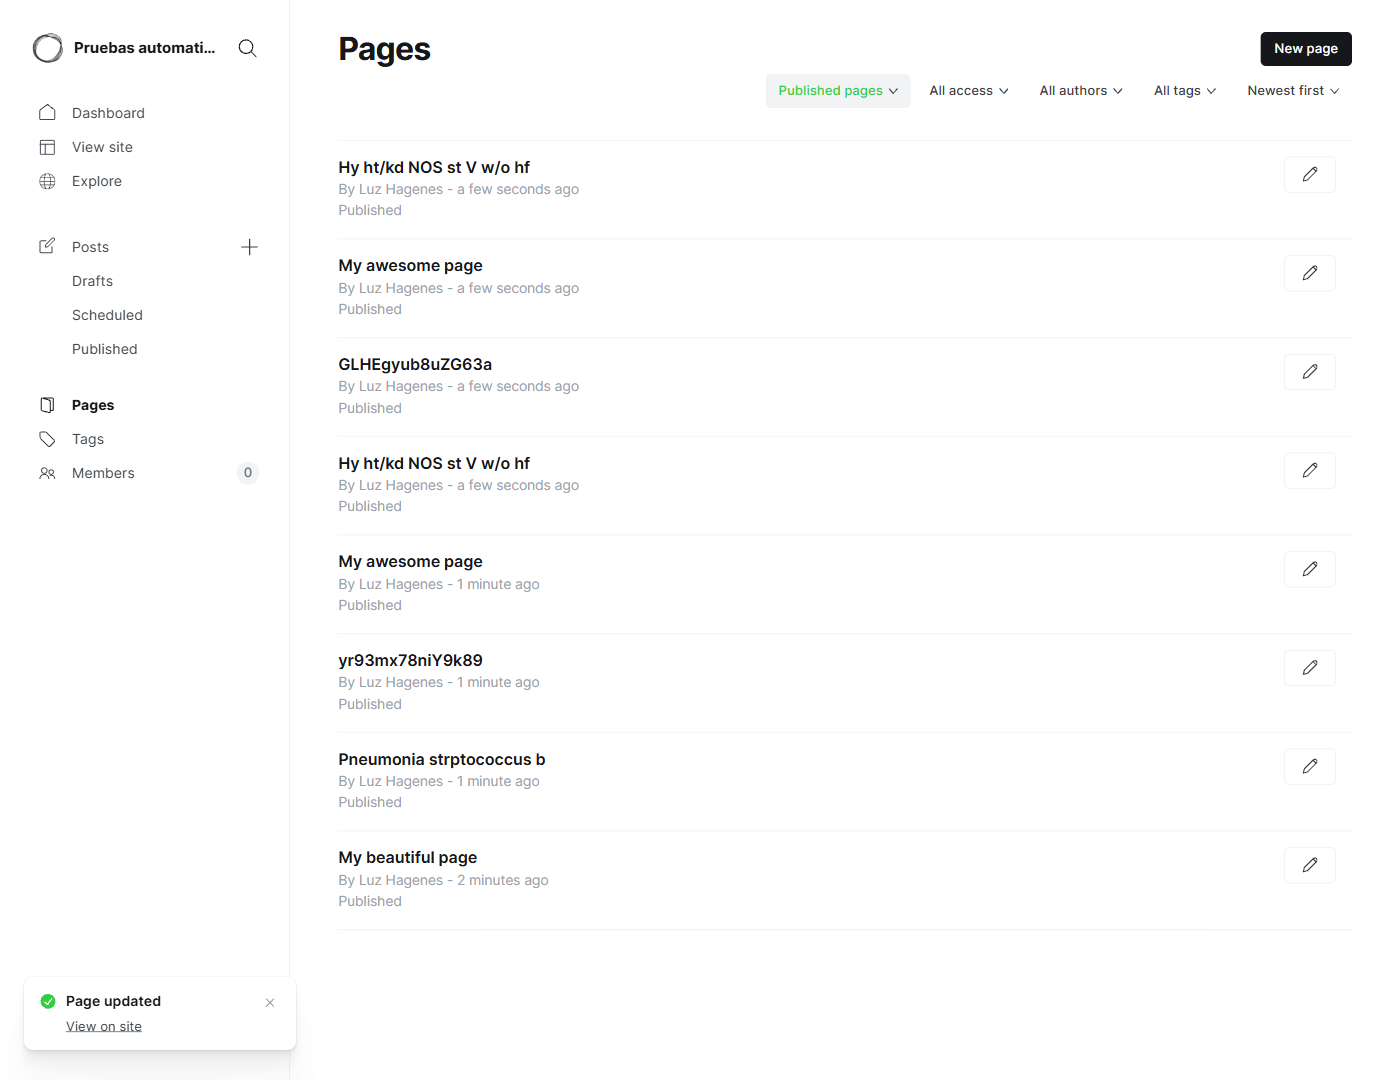 Pruebas automati...
Dashboard
View site
Explore
Posts
Drafts
Scheduled
Published
Pages
Tags
Members
0
Pages
New page
Published pages
All access
All authors
All tags
Newest first
Hy ht/kd NOS st V w/o hf
By Luz Hagenes - a few seconds ago
Published
My awesome page
By Luz Hagenes - a few seconds ago
Published
GLHEgyub8uZG63a
By Luz Hagenes - a few seconds ago
Published
Hy ht/kd NOS st V w/o hf
By Luz Hagenes - a few seconds ago
Published
My awesome page
By Luz Hagenes - 1 minute ago
Published
yr93mx78niY9k89
By Luz Hagenes - 1 minute ago
Published
Pneumonia strptococcus b
By Luz Hagenes - 1 minute ago
Published
My beautiful page
By Luz Hagenes - 2 minutes ago
Published
Page updated
View on site